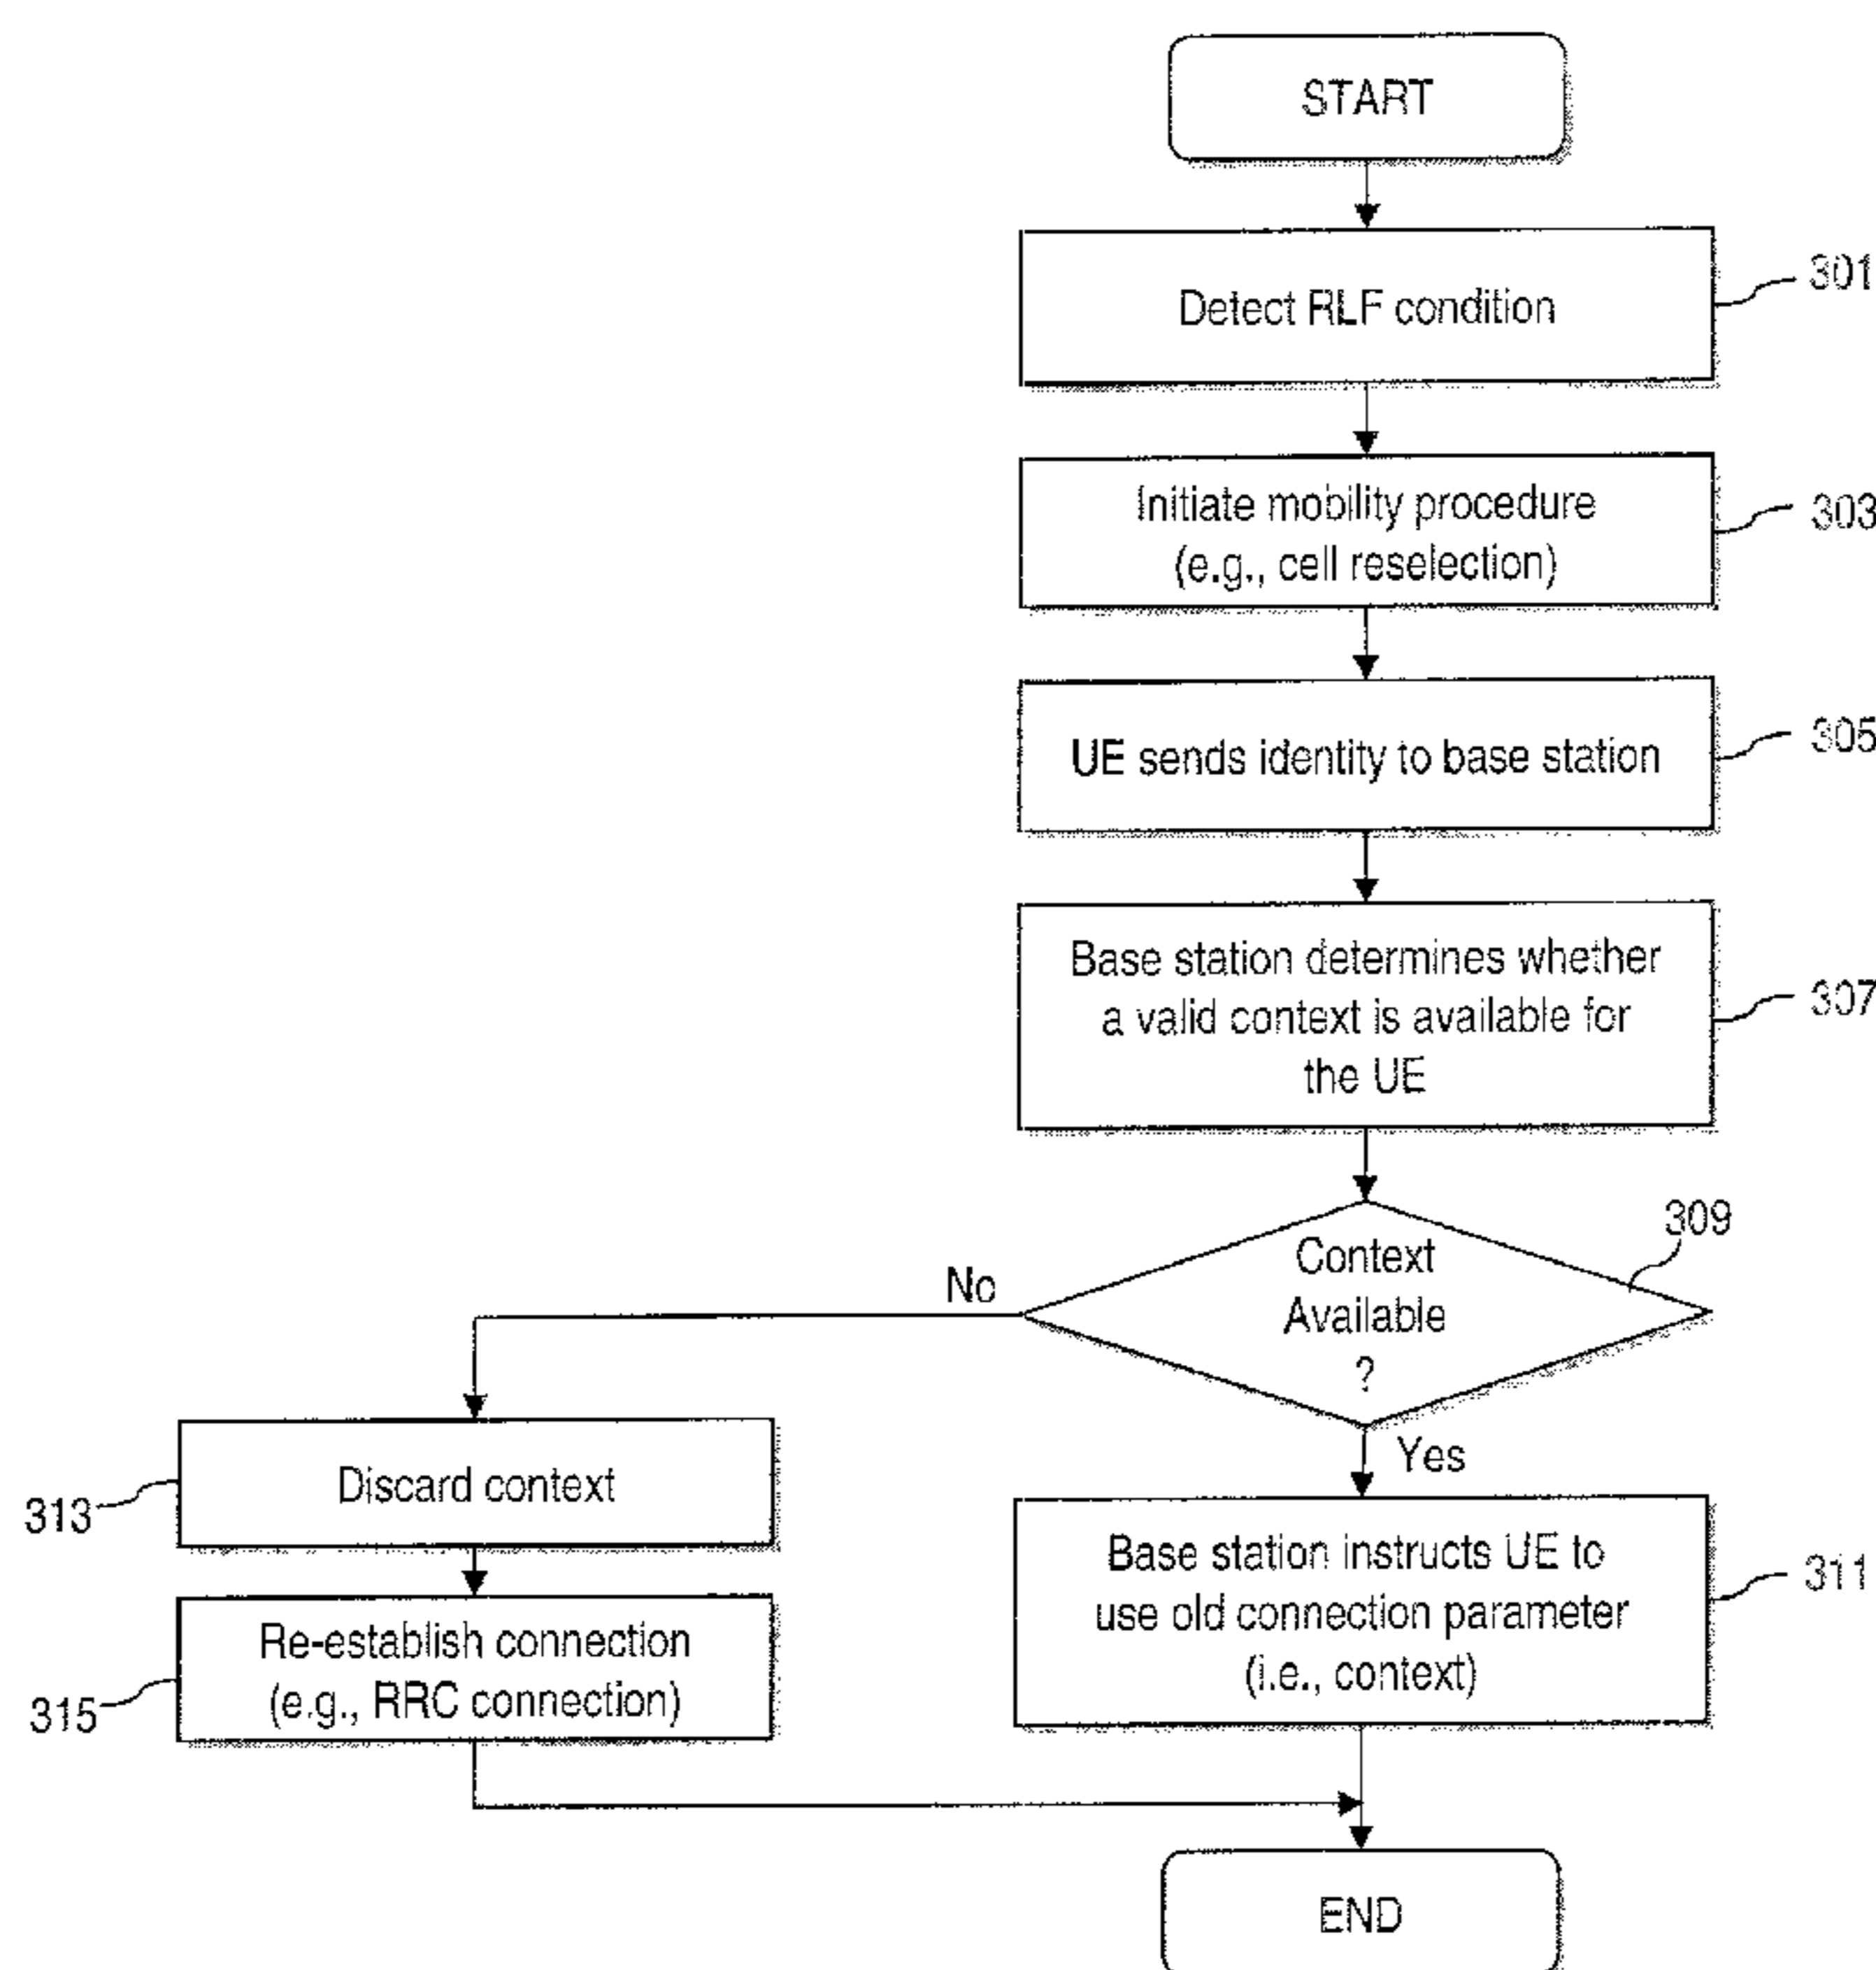 START
Detect RLF condition
301
Initiate mobility procedure
(e.g., cell reselection)
303
UE sends identity to base station
305
Base station determines whether
a valid context is available for
the UE
307
Context
Available
?
309
No
Yes
Discard context
313
Re-establish connection
(e.g., RRC connection)
315
Base station instructs UE to
use old connection parameter
(i.e., context)
311
END